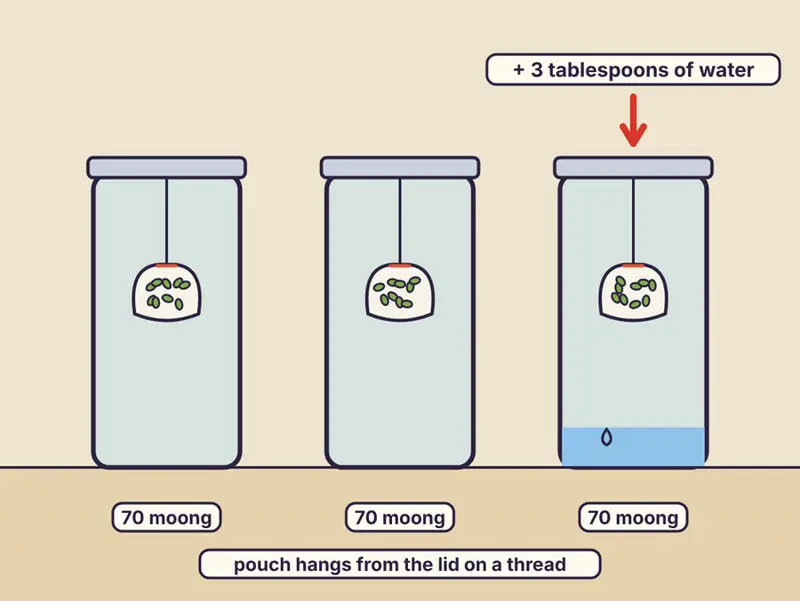 + 3 tablespoons of water
70 moong
70 moong
70 moong
pouch hangs from the lid on a thread